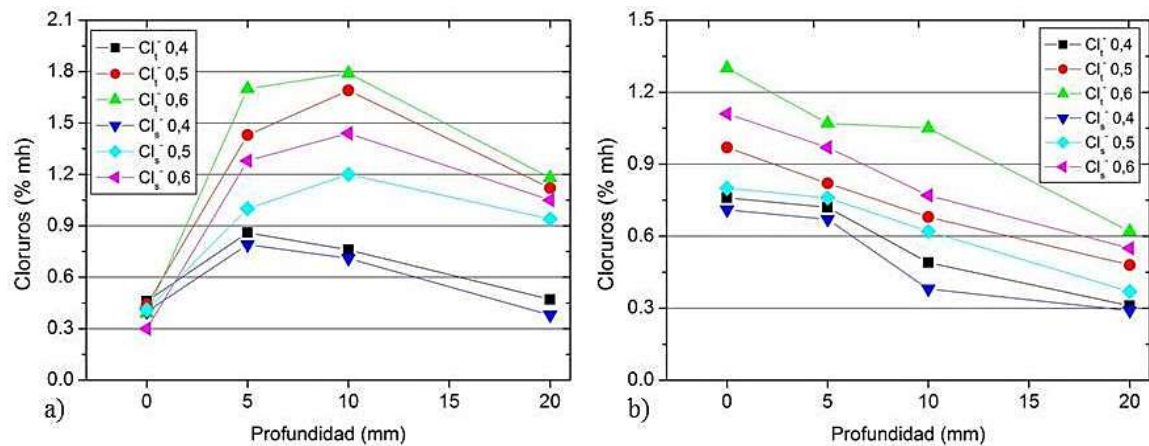 2.1
1.8
1.5
1.2
0.9
0.6
0.3
0.0
Cloruros (% mh)
Cl⁻t 0,4
Cl⁻t 0,5
Cl⁻t 0,6
Cl⁻s 0,4
Cl⁻s 0,5
Cl⁻s 0,6
0 5 10 15 20
Profundidad (mm)
a)
1.5
1.2
0.9
0.6
0.3
0.0
Cloruros (% mh)
Cl⁻t 0,4
Cl⁻t 0,5
Cl⁻t 0,6
Cl⁻s 0,4
Cl⁻s 0,5
Cl⁻s 0,6
0 5 10 15 20
Profundidad (mm)
b)